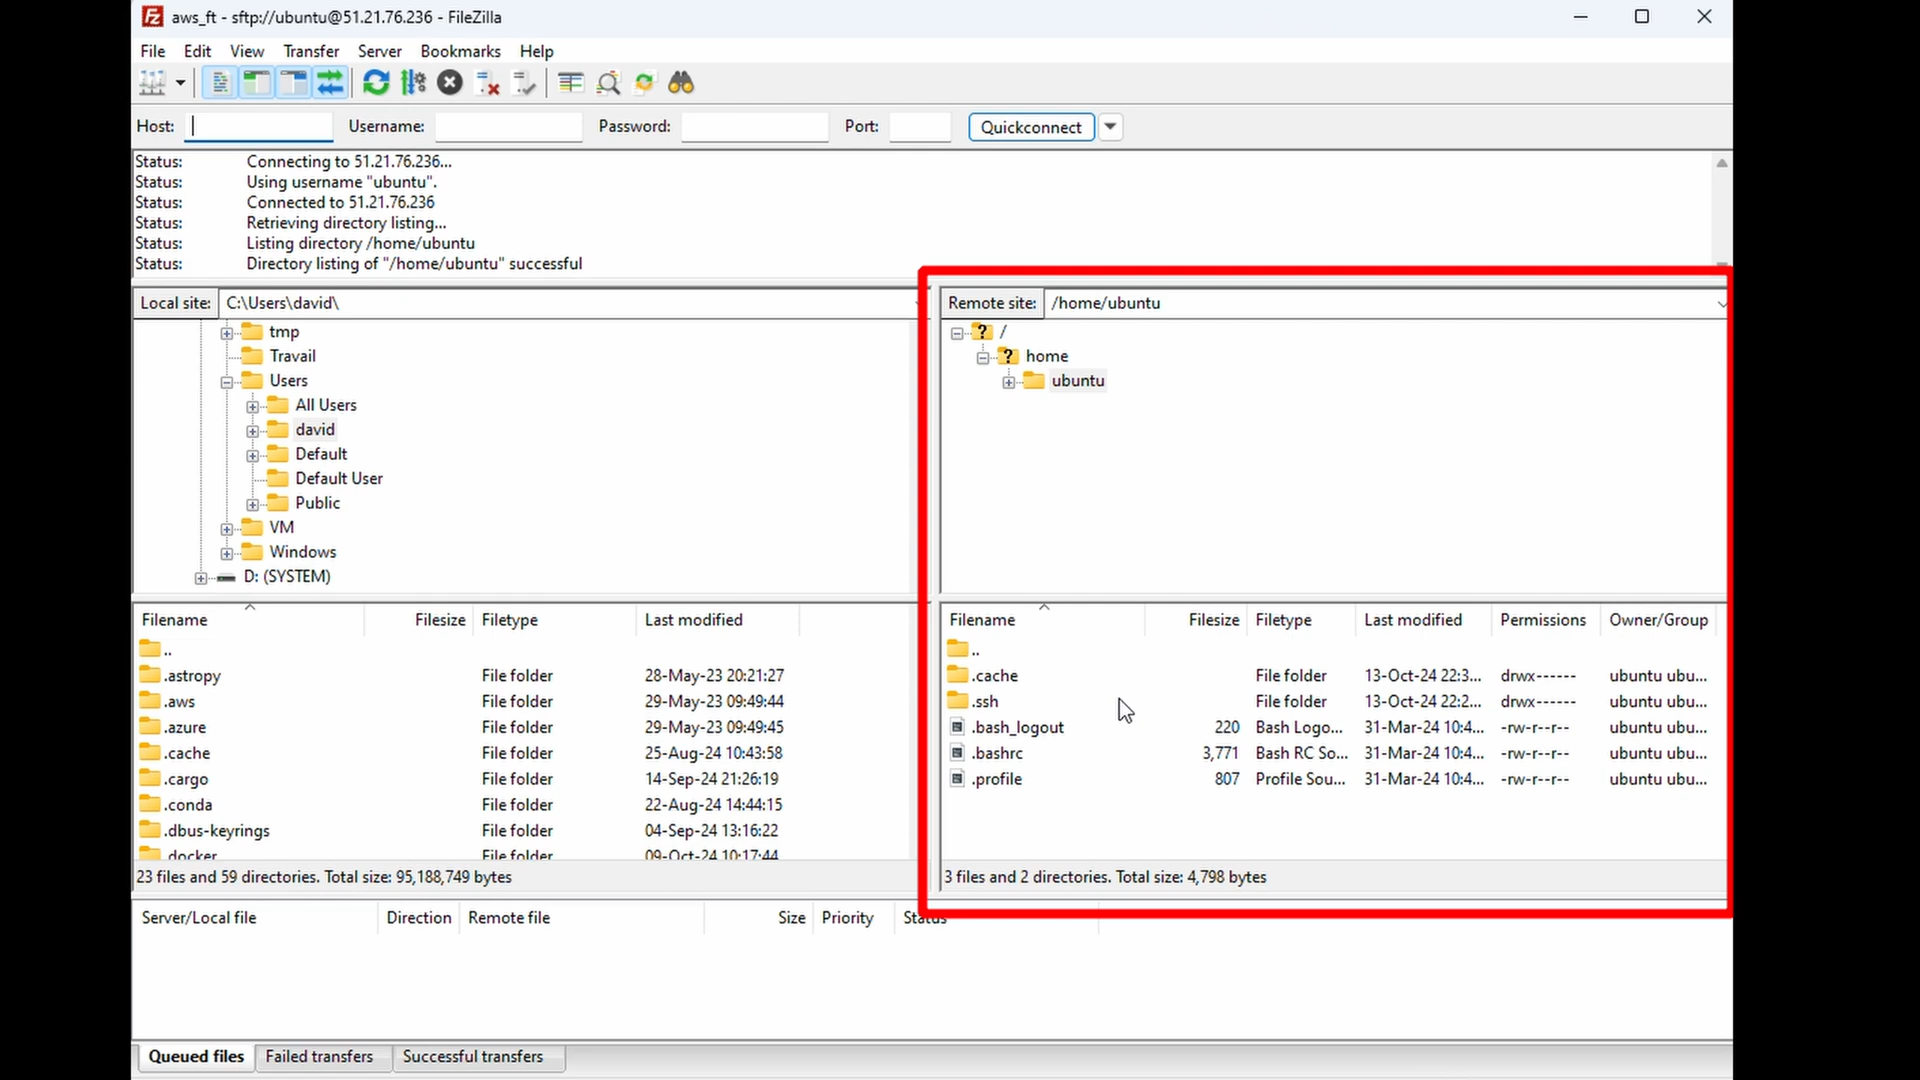 aws_ft - sftp://ubuntu@51.21.76.236 - FileZilla
File Edit View Transfer Server Bookmarks Help
Host: Username: Password: Port: Quickconnect
Status: Connecting to 51.21.76.236...
Status: Using username "ubuntu".
Status: Connected to 51.21.76.236
Status: Retrieving directory listing...
Status: Listing directory /home/ubuntu
Status: Directory listing of "/home/ubuntu" successful
Local site: C:\Users\david\
tmp
Travail
Users
All Users
david
Default
Default User
Public
VM
Windows
D: (SYSTEM)
Filename Filesize Filetype Last modified
..
.astropy File folder 28-May-23 20:21:27
.aws File folder 29-May-23 09:49:44
.azure File folder 29-May-23 09:49:45
.cache File folder 25-Aug-24 10:43:58
.cargo File folder 14-Sep-24 21:26:19
.conda File folder 22-Aug-24 14:44:15
.dbus-keyrings File folder 04-Sep-24 13:16:22
.docker File folder 09-Oct-24 10:17:44
23 files and 59 directories. Total size: 95,188,749 bytes
Remote site: /home/ubuntu
? /
? home
ubuntu
Filename Filesize Filetype Last modified Permissions Owner/Group
..
.cache File folder 13-Oct-24 22:3... drwx------ ubuntu ubu...
.ssh File folder 13-Oct-24 22:2... drwx------ ubuntu ubu...
.bash_logout 220 Bash Logo... 31-Mar-24 10:4... -rw-r--r-- ubuntu ubu...
.bashrc 3,771 Bash RC So... 31-Mar-24 10:4... -rw-r--r-- ubuntu ubu...
.profile 807 Profile Sou... 31-Mar-24 10:4... -rw-r--r-- ubuntu ubu...
3 files and 2 directories. Total size: 4,798 bytes
Server/Local file Direction Remote file Size Priority Status
Queued files Failed transfers Successful transfers